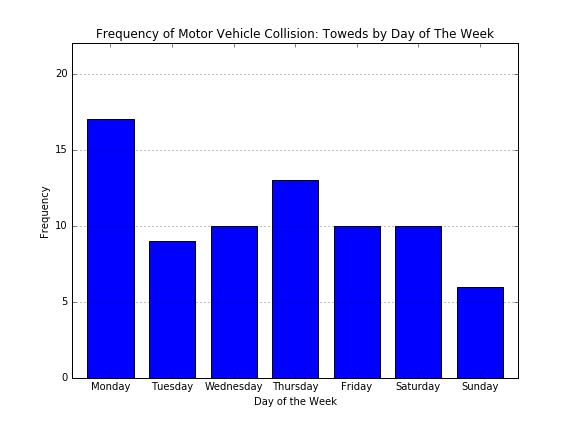 Frequency of Motor Vehicle Collision: Toweds by Day of The Week
20
15
10
5
0
Frequency
Monday Tuesday Wednesday Thursday Friday Saturday Sunday
Day of the Week